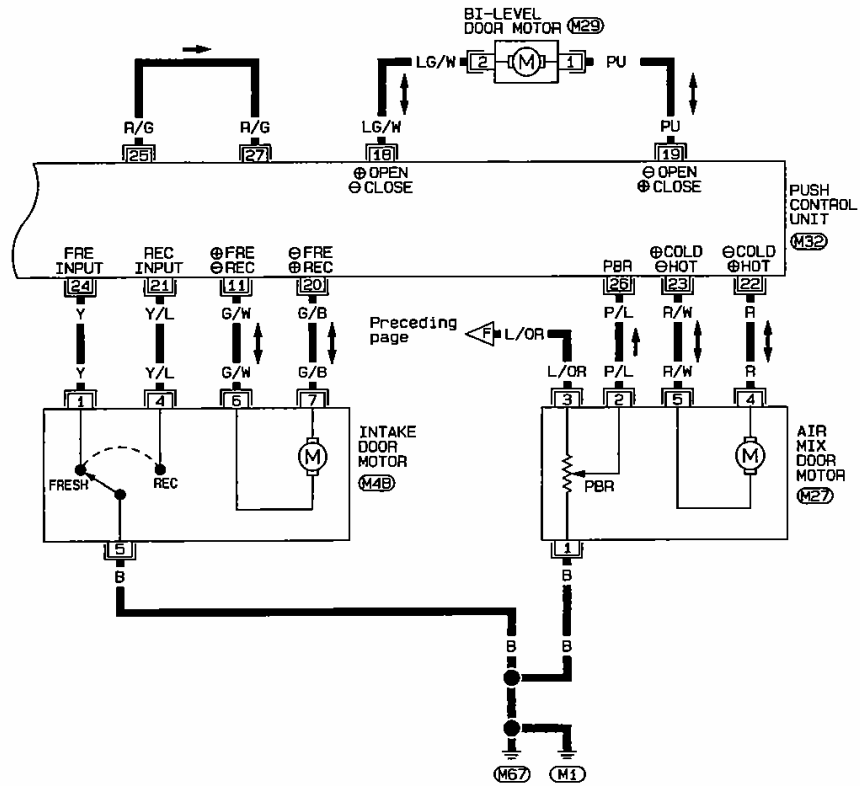 BI-LEVEL
DOOR MOTOR M29
LG/W 2 M 1 PU
R/G R/G LG/W PU
25 27 18 19
⊕ OPEN ⊖ OPEN
⊖ CLOSE ⊕ CLOSE
PUSH
CONTROL
UNIT
M32
FRE INPUT
REC INPUT
⊕FRE ⊖REC
⊖FRE ⊕REC
PBR
⊕COLD ⊖HOT
⊖COLD ⊕HOT
24 21 11 20 26 23 22
Y Y/L G/W G/B P/L R/W R
Preceding
page
F L/OR
Y Y/L G/W G/B L/OR P/L R/W R
1 4 6 7 3 2 5 4
INTAKE
DOOR
MOTOR
M48
AIR
MIX
DOOR
MOTOR
M27
M M
FRESH REC PBR
5 1
B B
B B
M67 M1